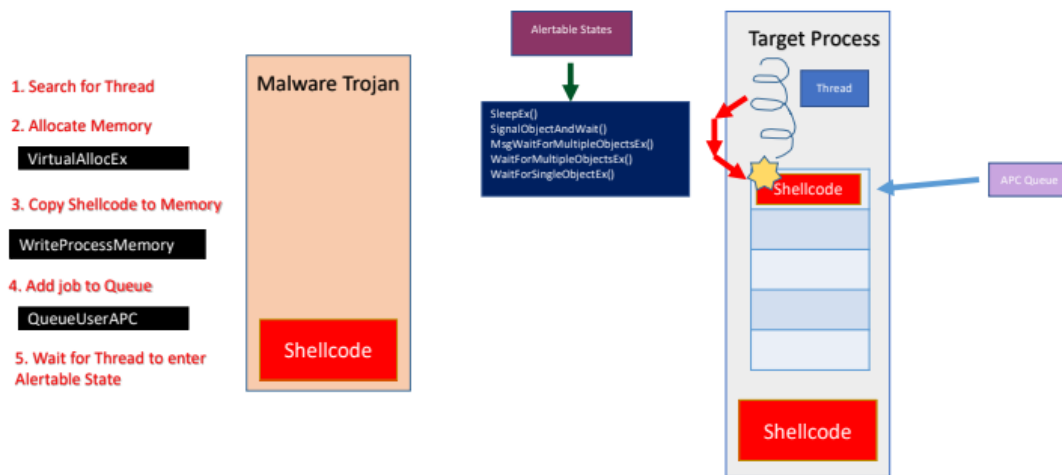 1. Search for Thread
2. Allocate Memory
VirtualAllocEx
3. Copy Shellcode to Memory
WriteProcessMemory
4. Add job to Queue
QueueUserAPC
5. Wait for Thread to enter
Alertable State
Malware Trojan
Shellcode
Alertable States
SleepEx()
SignalObjectAndWait()
MsgWaitForMultipleObjectsEx()
WaitForMultipleObjectsEx()
WaitForSingleObjectEx()
Target Process
Thread
Shellcode
APC Queue
Shellcode